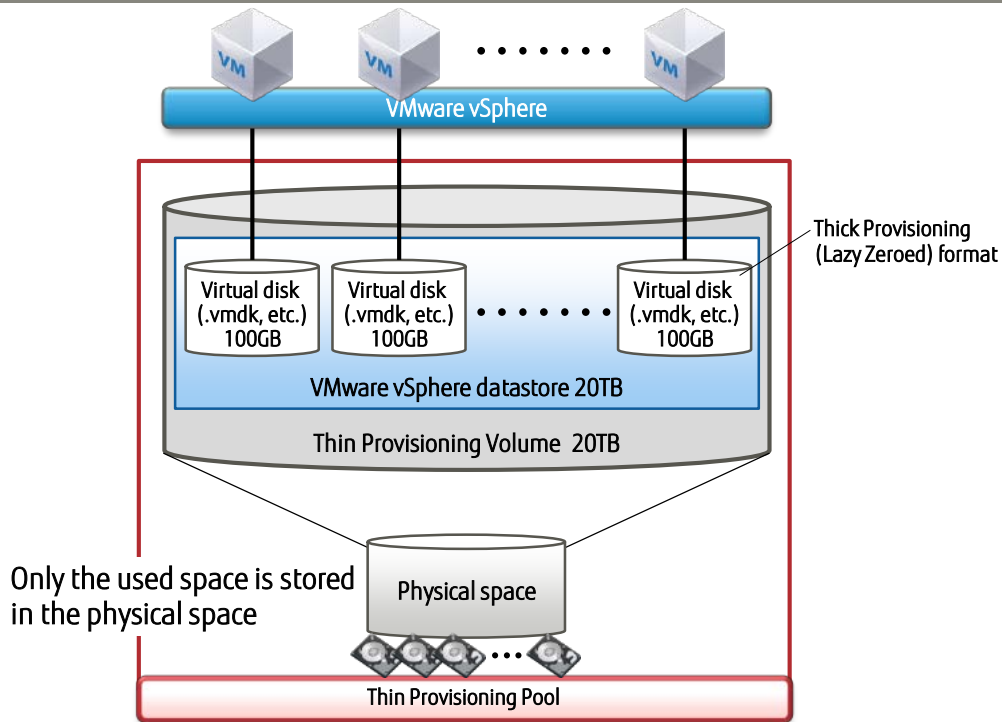 VM
VM
VM
VMware vSphere
Thick Provisioning
(Lazy Zeroed) format
Virtual disk
(.vmdk, etc.)
100GB
Virtual disk
(.vmdk, etc.)
100GB
Virtual disk
(.vmdk, etc.)
100GB
VMware vSphere datastore 20TB
Thin Provisioning Volume 20TB
Only the used space is stored
in the physical space
Physical space
Thin Provisioning Pool